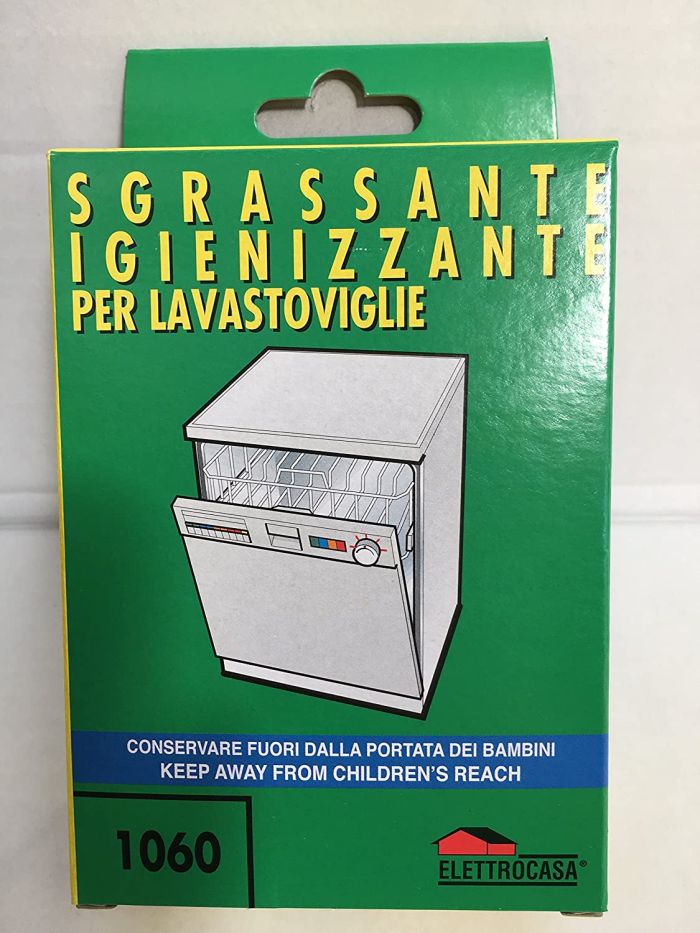 SGRASSANTE
IGIENIZZANTE
PER LAVASTOVIGLIE
CONSERVARE FUORI DALLA PORTATA DEI BAMBINI
KEEP AWAY FROM CHILDREN'S REACH
1060
ELETTROCASA®